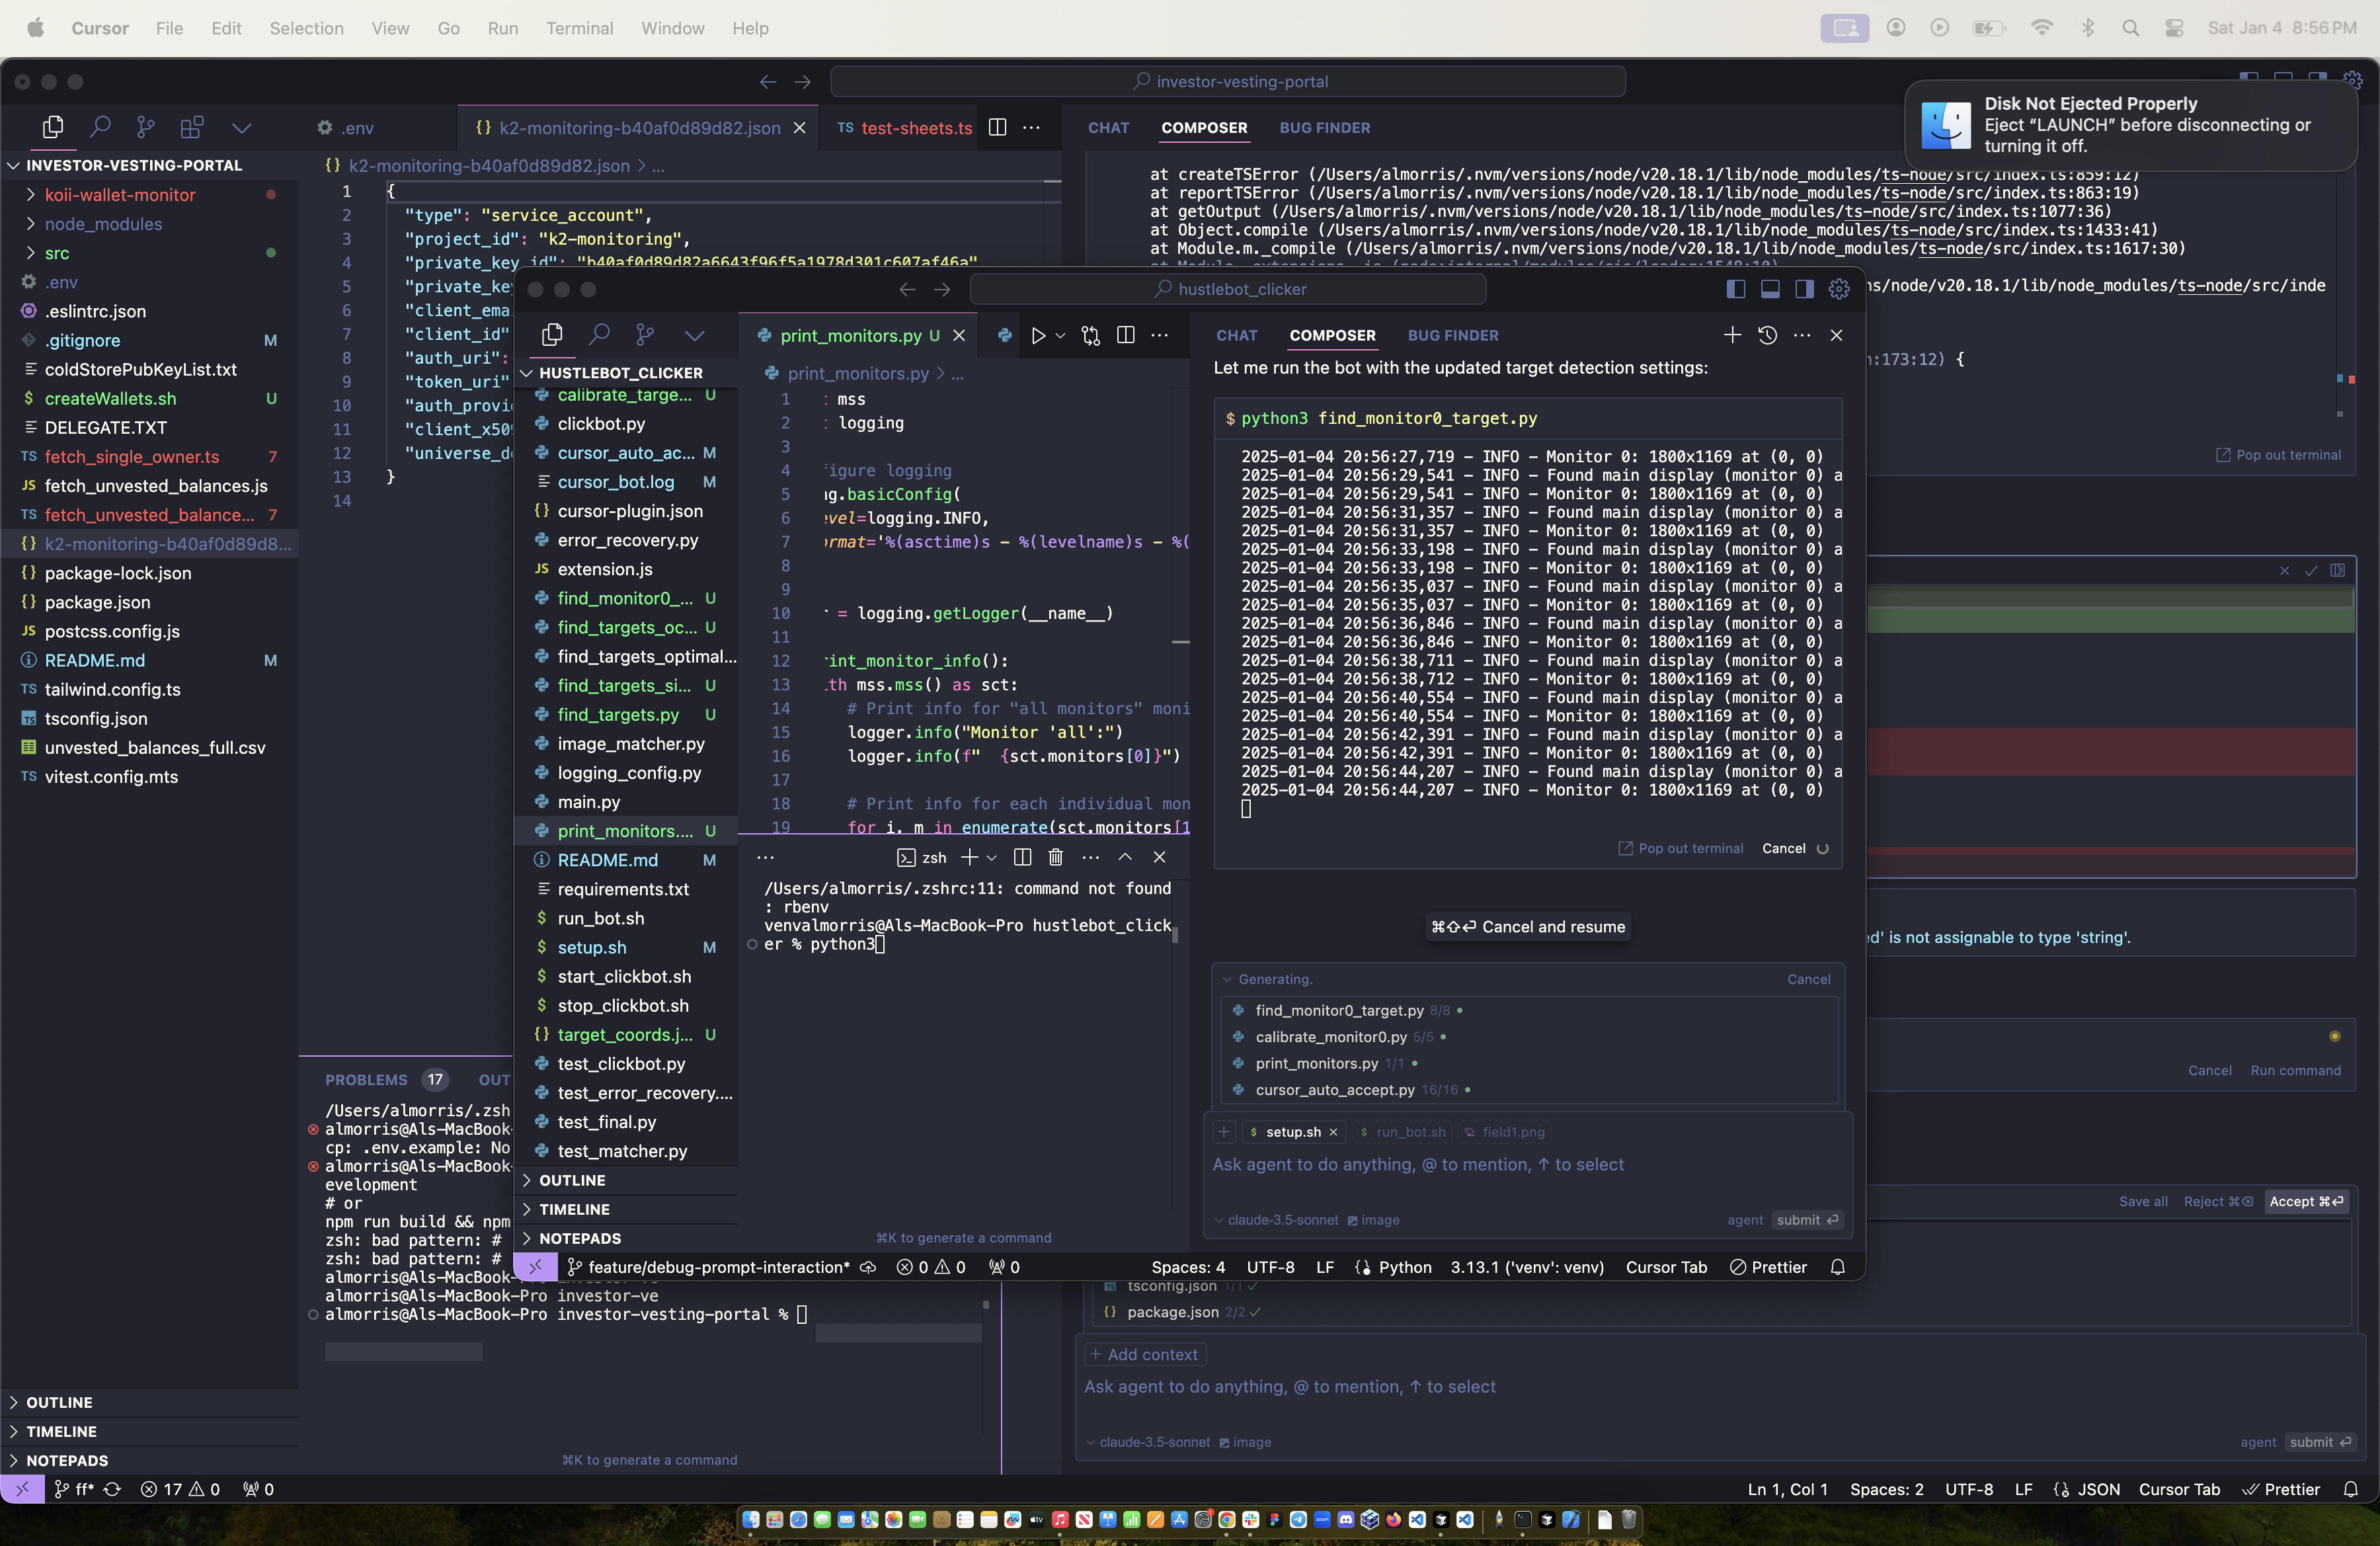 Cursor File Edit Selection View Go Run Terminal Window Help
Sat Jan 4 8:56 PM
investor-vesting-portal
Disk Not Ejected Properly
Eject “LAUNCH” before disconnecting or
turning it off.
.env
{} k2-monitoring-b40af0d89d82.json
TS test-sheets.ts
CHAT COMPOSER BUG FINDER
INVESTOR-VESTING-PORTAL
koii-wallet-monitor
node_modules
src
.env
.eslintrc.json
.gitignore M
coldStorePubKeyList.txt
$ createWallets.sh U
DELEGATE.TXT
TS fetch_single_owner.ts 7
JS fetch_unvested_balances.js
TS fetch_unvested_balance... 7
{} k2-monitoring-b40af0d89d8...
{} package-lock.json
{} package.json
JS postcss.config.js
README.md M
TS tailwind.config.ts
TS tsconfig.json
unvested_balances_full.csv
TS vitest.config.mts
OUTLINE
TIMELINE
NOTEPADS
{} k2-monitoring-b40af0d89d82.json > ...
1 {
2 "type": "service_account",
3 "project_id": "k2-monitoring",
4 "private_key_id": "b40af0d89d82a6643f96f5a1978d301c607af46a"
5 "private_key
6 "client_ema
7 "client_id"
8 "auth_uri":
9 "token_uri"
10 "auth_provi
11 "client_x509
12 "universe_do
13 }
14
PROBLEMS 17 OUT
/Users/almorris/.zsh
almorris@Als-MacBook-
cp: .env.example: No
almorris@Als-MacBook-
evelopment
# or
npm run build && npm
zsh: bad pattern: #
zsh: bad pattern: #
almorris@Als-MacBook-Pro investor-ve
almorris@Als-MacBook-Pro investor-ve
almorris@Als-MacBook-Pro investor-vesting-portal %
⌘K to generate a command
at createTSError (/Users/almorris/.nvm/versions/node/v20.18.1/lib/node_modules/ts-node/src/index.ts:859:12)
at reportTSError (/Users/almorris/.nvm/versions/node/v20.18.1/lib/node_modules/ts-node/src/index.ts:863:19)
at getOutput (/Users/almorris/.nvm/versions/node/v20.18.1/lib/node_modules/ts-node/src/index.ts:1077:36)
at Object.compile (/Users/almorris/.nvm/versions/node/v20.18.1/lib/node_modules/ts-node/src/index.ts:1433:41)
at Module.m._compile (/Users/almorris/.nvm/versions/node/v20.18.1/lib/node_modules/ts-node/src/index.ts:1617:30)
ns/node/v20.18.1/lib/node_modules/ts-node/src/inde
n:173:12) {
Pop out terminal
ed' is not assignable to type 'string'.
Cancel Run command
Save all Reject ⌘⌫ Accept ⌘↵
hustlebot_clicker
HUSTLEBOT_CLICKER
calibrate_targe... U
clickbot.py
cursor_auto_ac... M
cursor_bot.log M
{} cursor-plugin.json
error_recovery.py
JS extension.js
find_monitor0_... U
find_targets_oc... U
find_targets_optimal...
find_targets_si... U
find_targets.py U
image_matcher.py
logging_config.py
main.py
print_monitors.... U
README.md M
requirements.txt
$ run_bot.sh
$ setup.sh M
$ start_clickbot.sh
$ stop_clickbot.sh
{} target_coords.j... U
test_clickbot.py
test_error_recovery....
test_final.py
test_matcher.py
OUTLINE
TIMELINE
NOTEPADS
print_monitors.py U
print_monitors.py > ...
1 : mss
2 : logging
3
4 figure logging
5 ng.basicConfig(
6 evel=logging.INFO,
7 ormat='%(asctime)s - %(levelname)s - %(
8
9
10 r = logging.getLogger(__name__)
11
12 rint_monitor_info():
13 ith mss.mss() as sct:
14 # Print info for "all monitors" moni
15 logger.info("Monitor 'all':")
16 logger.info(f" {sct.monitors[0]}")
17
18 # Print info for each individual mon
19 for i, m in enumerate(sct.monitors[1
zsh
/Users/almorris/.zshrc:11: command not found
: rbenv
venvalmorris@Als-MacBook-Pro hustlebot_click
er % python3
⌘K to generate a command
CHAT COMPOSER BUG FINDER
Let me run the bot with the updated target detection settings:
$ python3 find_monitor0_target.py
2025-01-04 20:56:27,719 - INFO - Monitor 0: 1800x1169 at (0, 0)
2025-01-04 20:56:29,541 - INFO - Found main display (monitor 0) a
2025-01-04 20:56:29,541 - INFO - Monitor 0: 1800x1169 at (0, 0)
2025-01-04 20:56:31,357 - INFO - Found main display (monitor 0) a
2025-01-04 20:56:31,357 - INFO - Monitor 0: 1800x1169 at (0, 0)
2025-01-04 20:56:33,198 - INFO - Found main display (monitor 0) a
2025-01-04 20:56:33,198 - INFO - Monitor 0: 1800x1169 at (0, 0)
2025-01-04 20:56:35,037 - INFO - Found main display (monitor 0) a
2025-01-04 20:56:35,037 - INFO - Monitor 0: 1800x1169 at (0, 0)
2025-01-04 20:56:36,846 - INFO - Found main display (monitor 0) a
2025-01-04 20:56:36,846 - INFO - Monitor 0: 1800x1169 at (0, 0)
2025-01-04 20:56:38,711 - INFO - Found main display (monitor 0) a
2025-01-04 20:56:38,712 - INFO - Monitor 0: 1800x1169 at (0, 0)
2025-01-04 20:56:40,554 - INFO - Found main display (monitor 0) a
2025-01-04 20:56:40,554 - INFO - Monitor 0: 1800x1169 at (0, 0)
2025-01-04 20:56:42,391 - INFO - Found main display (monitor 0) a
2025-01-04 20:56:42,391 - INFO - Monitor 0: 1800x1169 at (0, 0)
2025-01-04 20:56:44,207 - INFO - Found main display (monitor 0) a
2025-01-04 20:56:44,207 - INFO - Monitor 0: 1800x1169 at (0, 0)
Pop out terminal Cancel
⌘⇧↵ Cancel and resume
Generating. Cancel
find_monitor0_target.py 8/8
calibrate_monitor0.py 5/5
print_monitors.py 1/1
cursor_auto_accept.py 16/16
$ setup.sh $ run_bot.sh field1.png
Ask agent to do anything, @ to mention, ↑ to select
claude-3.5-sonnet image agent submit ↵
feature/debug-prompt-interaction* 0 0 0 Spaces: 4 UTF-8 LF Python 3.13.1 ('venv': venv) Cursor Tab Prettier
tsconfig.json 1/1
{} package.json 2/2
+ Add context
Ask agent to do anything, @ to mention, ↑ to select
claude-3.5-sonnet image agent submit ↵
ff* 17 0 0 Ln 1, Col 1 Spaces: 2 UTF-8 LF JSON Cursor Tab Prettier